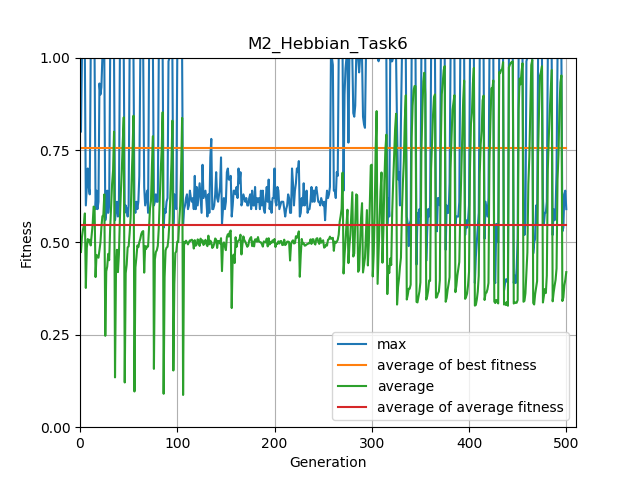 M2_Hebbian_Task6
Fitness
1.00
0.75
0.50
0.25
0.00
0
100
200
300
400
500
Generation
max
average of best fitness
average
average of average fitness